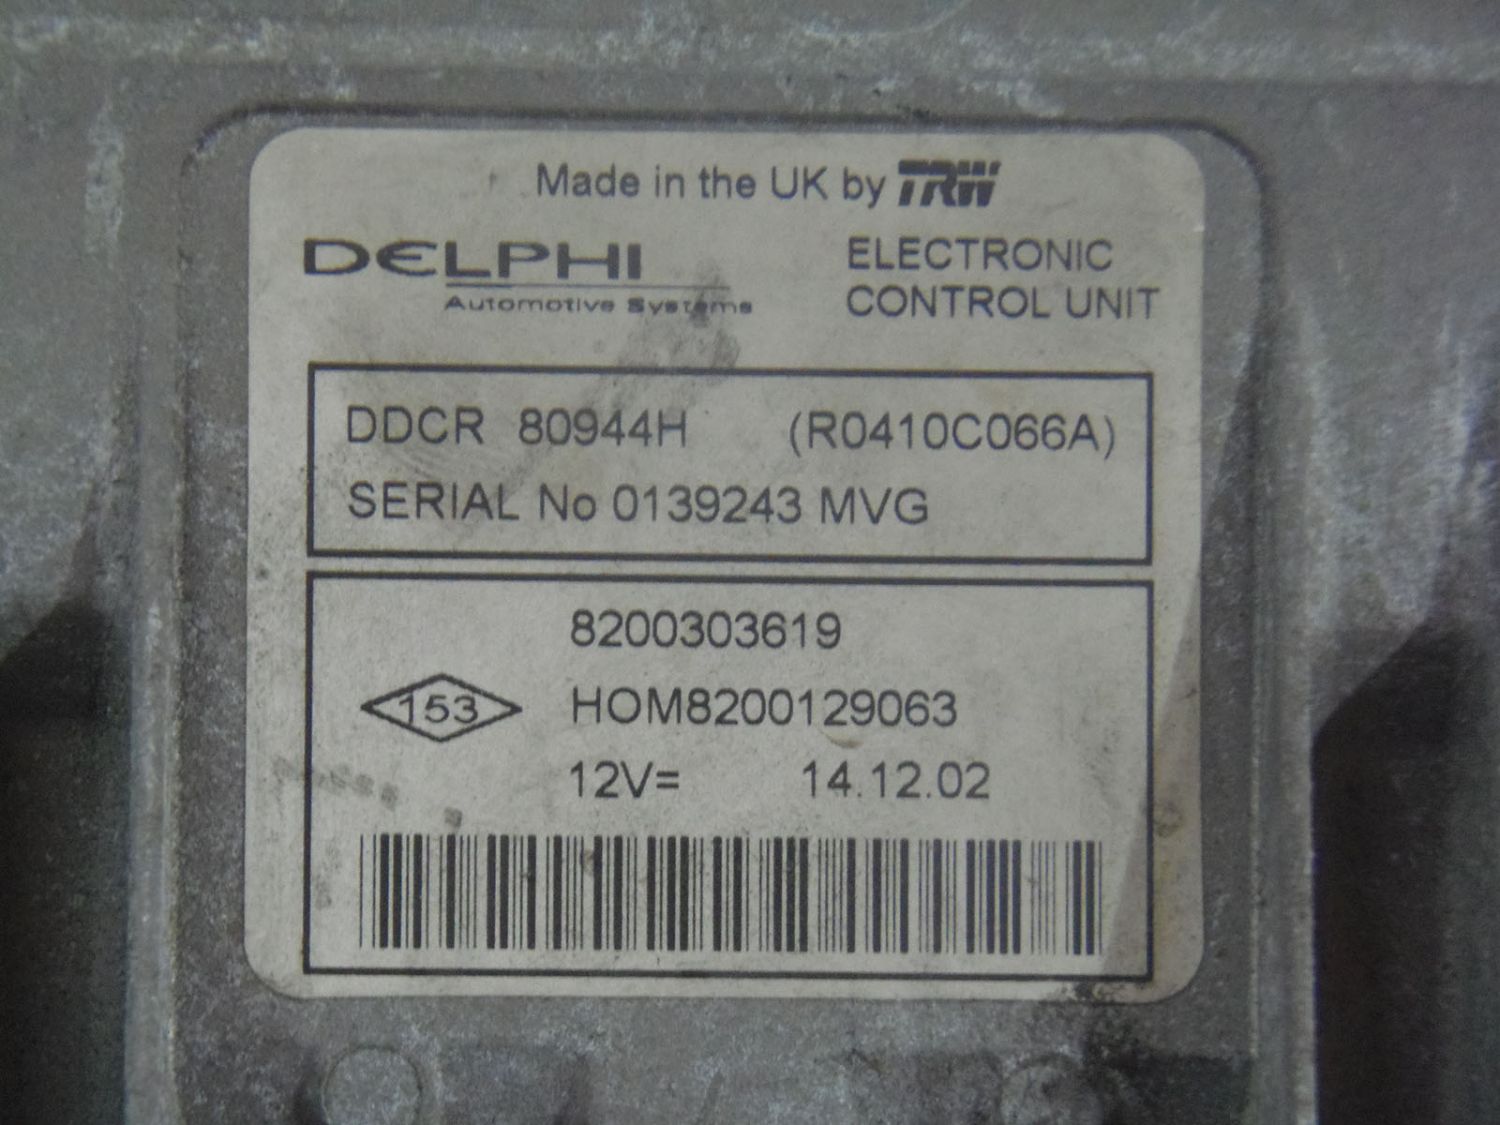 Made in the UK by TRW
DELPHI
Automotive Systems
ELECTRONIC
CONTROL UNIT
DDCR 80944H (R0410C066A)
SERIAL No 0139243 MVG
8200303619
153 HOM8200129063
12V= 14.12.02